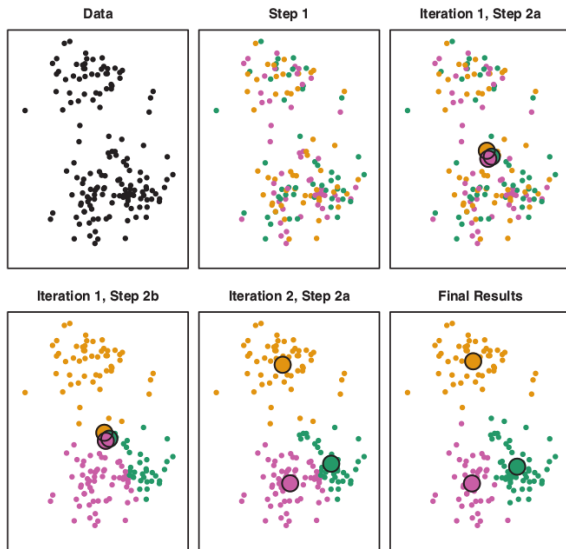 Data
Step 1
Iteration 1, Step 2a
Iteration 1, Step 2b
Iteration 2, Step 2a
Final Results